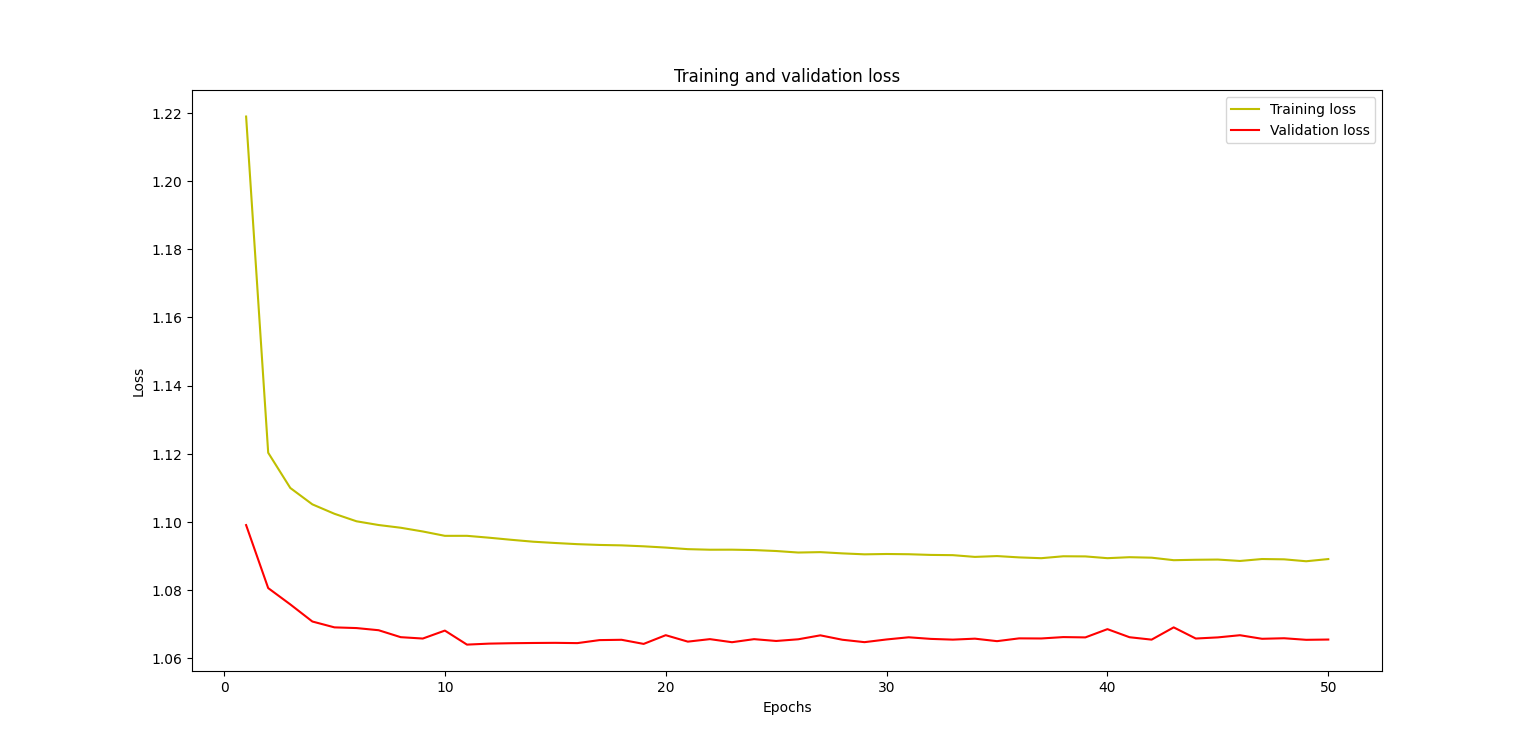 Training and validation loss
Training loss
Validation loss
1.22
1.20
1.18
1.16
1.14
1.12
1.10
1.08
1.06
Loss
0 10 20 30 40 50
Epochs